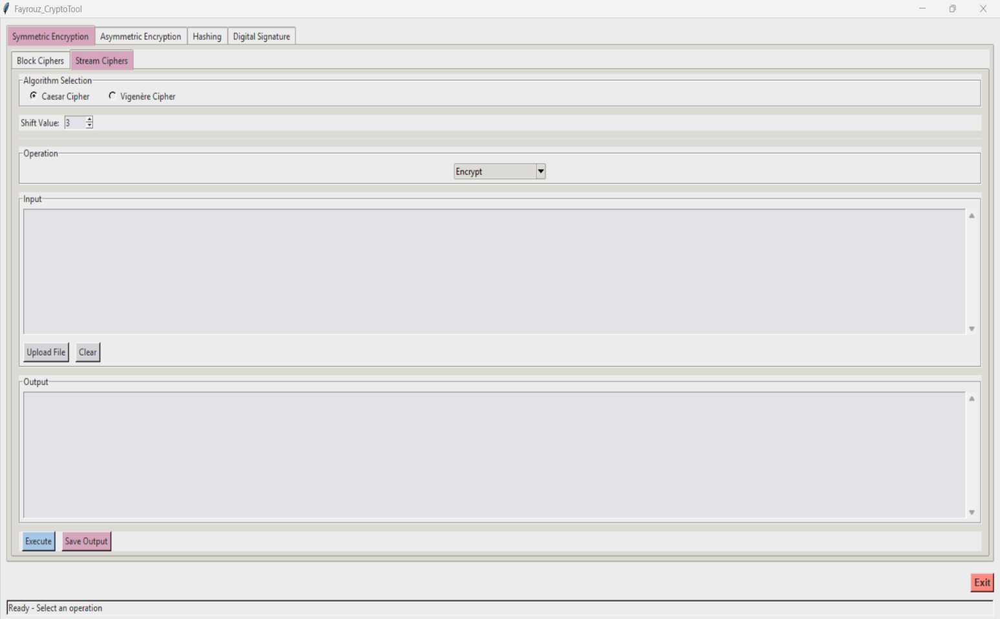 Fayrouz_CryptoTool
Symmetric Encryption Asymmetric Encryption Hashing Digital Signature
Block Ciphers Stream Ciphers
Algorithm Selection
Caesar Cipher Vigenère Cipher
Shift Value: 3
Operation
Encrypt
Input
Upload File Clear
Output
Execute Save Output
Exit
Ready - Select an operation